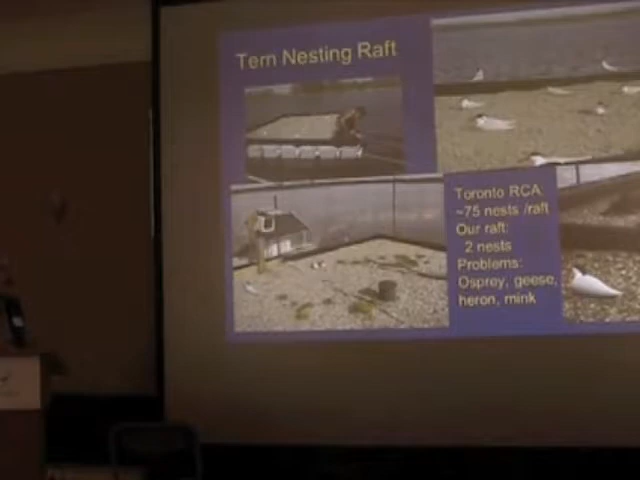 Tern Nesting Raft
Toronto RCA:
~75 nests /raft
Our raft:
2 nests
Problems:
Osprey, geese,
heron, mink